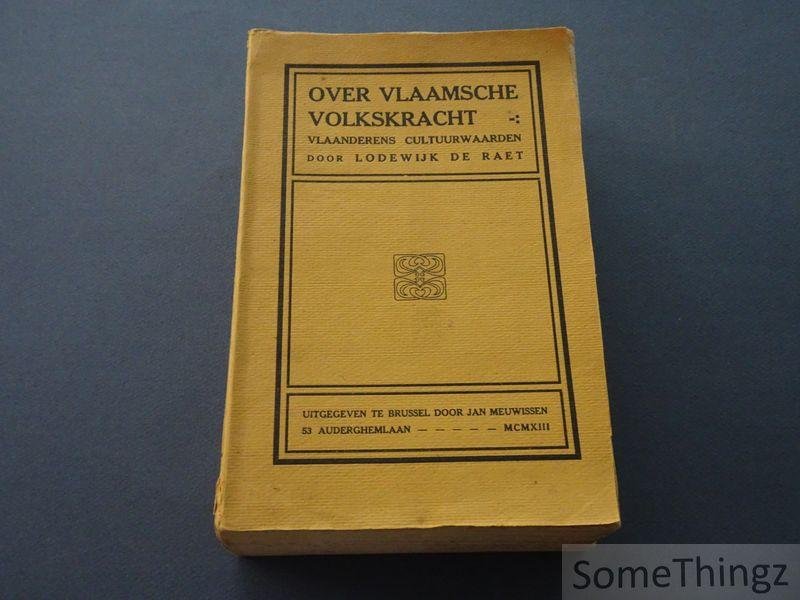 OVER VLAAMSCHE
VOLKSKRACHT -:
VLAANDERENS CULTUURWAARDEN
DOOR LODEWIJK DE RAET
UITGEGEVEN TE BRUSSEL DOOR JAN MEUWISSEN
53 AUDERGHEMLAAN — — — — — MCMXIII
SomeThingz